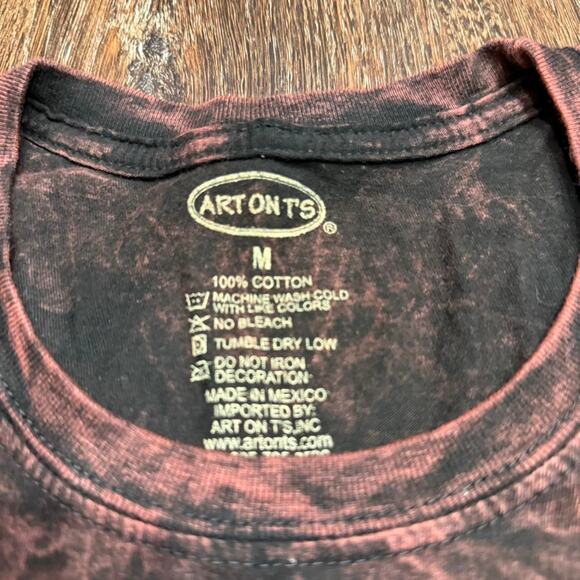 ART ON T'S
®
M
100% COTTON
MACHINE WASH COLD
WITH LIKE COLORS
NO BLEACH
TUMBLE DRY LOW
DO NOT IRON
DECORATION
MADE IN MEXICO
IMPORTED BY:
ART ON T'S,INC
www.artonts.com